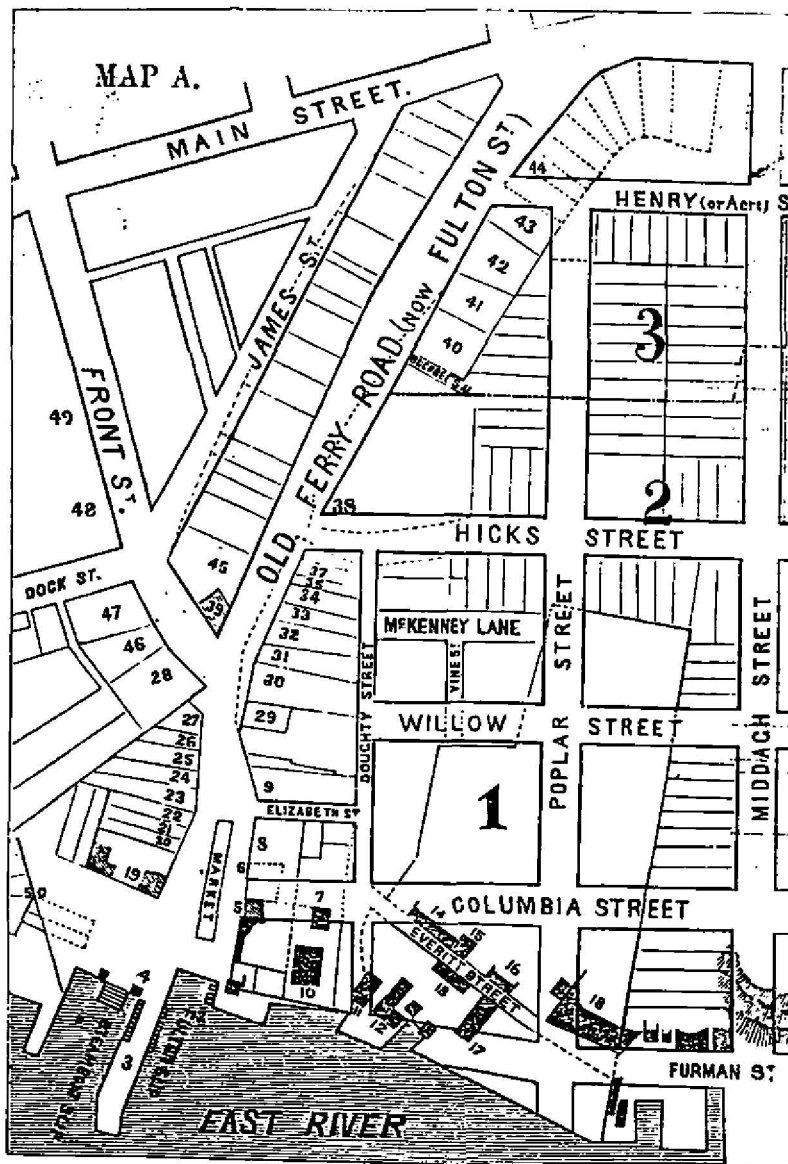 MAP A.
MAIN STREET.
44
HENRY (or Acre) S
43
JAMES ST.
OLD FERRY ROAD (NOW FULTON ST)
42
41
40
3
FRONT ST.
49
48
38
2
HICKS STREET
45
39
DOCK ST.
47
46
28
37
35
34
33
32
31
30
29
9
McKENNEY LANE
VINE ST
DOUGHTY STREET
POPLAR STREET
MIDDAGH STREET
WILLOW STREET
27
26
25
24
23
22
21
20
19
1
ELIZABETH ST
MARKET
8
6
5
7
10
COLUMBIA STREET
14
15
EVERITT STREET
16
13
12
17
18
4
3
FULTON SLIP
FURMAN ST.
EAST RIVER